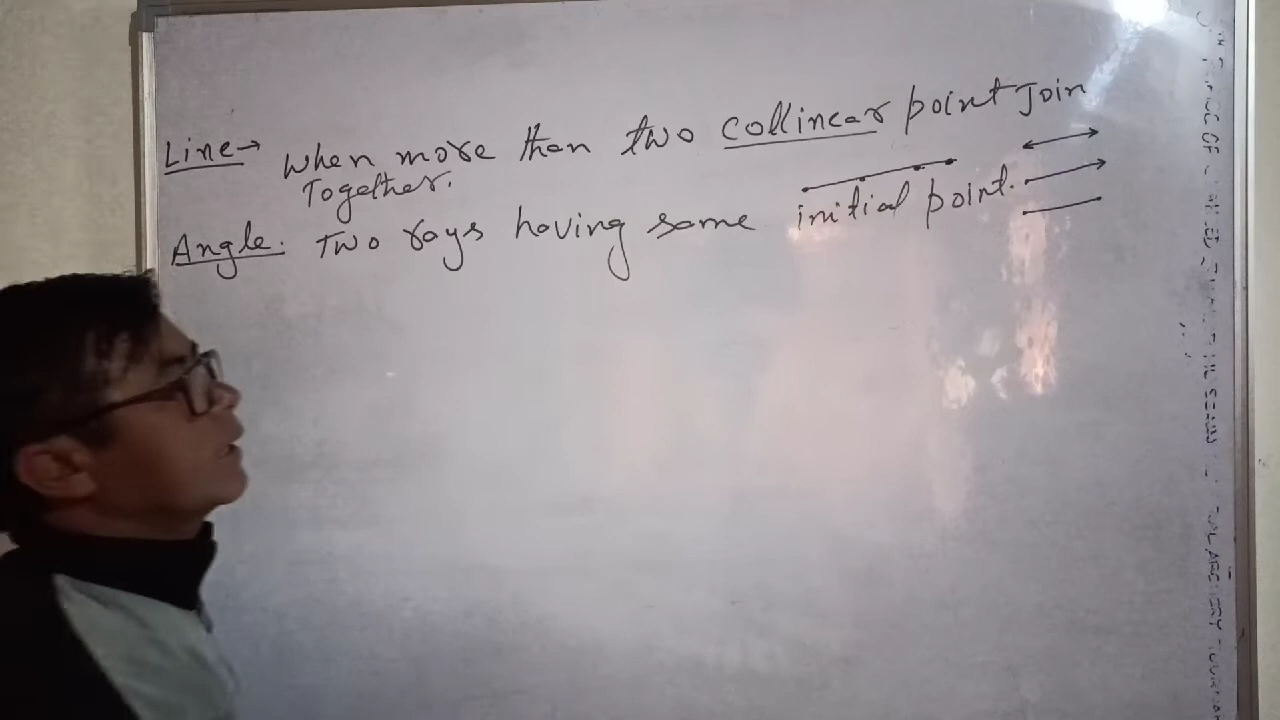 Line→ When more than two collinear point Join
Together.
Angle: Two rays having same initial point.